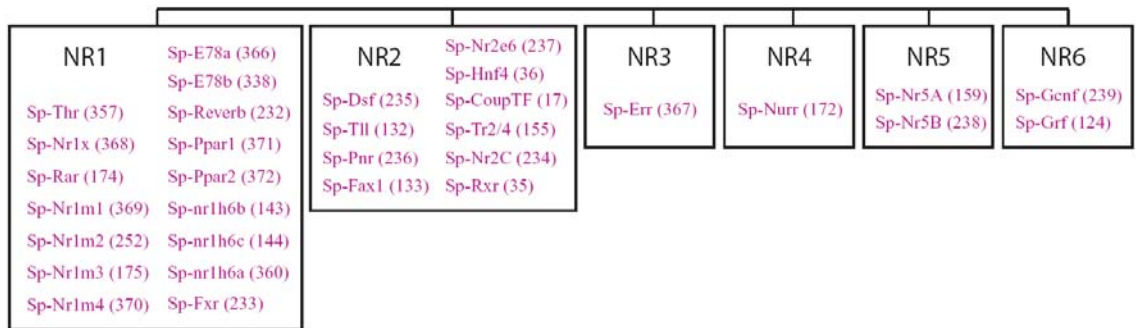 NR1
Sp-Thr (357)
Sp-Nr1x (368)
Sp-Rar (174)
Sp-Nr1m1 (369)
Sp-Nr1m2 (252)
Sp-Nr1m3 (175)
Sp-Nr1m4 (370)
Sp-E78a (366)
Sp-E78b (338)
Sp-Reverb (232)
Sp-Ppar1 (371)
Sp-Ppar2 (372)
Sp-nr1h6b (143)
Sp-nr1h6c (144)
Sp-nr1h6a (360)
Sp-Fxr (233)
NR2
Sp-Dsf (235)
Sp-Tll (132)
Sp-Pnr (236)
Sp-Fax1 (133)
Sp-Nr2e6 (237)
Sp-Hnf4 (36)
Sp-CoupTF (17)
Sp-Tr2/4 (155)
Sp-Nr2C (234)
Sp-Rxr (35)
NR3
Sp-Err (367)
NR4
Sp-Nurr (172)
NR5
Sp-Nr5A (159)
Sp-Nr5B (238)
NR6
Sp-Gcnf (239)
Sp-Grf (124)